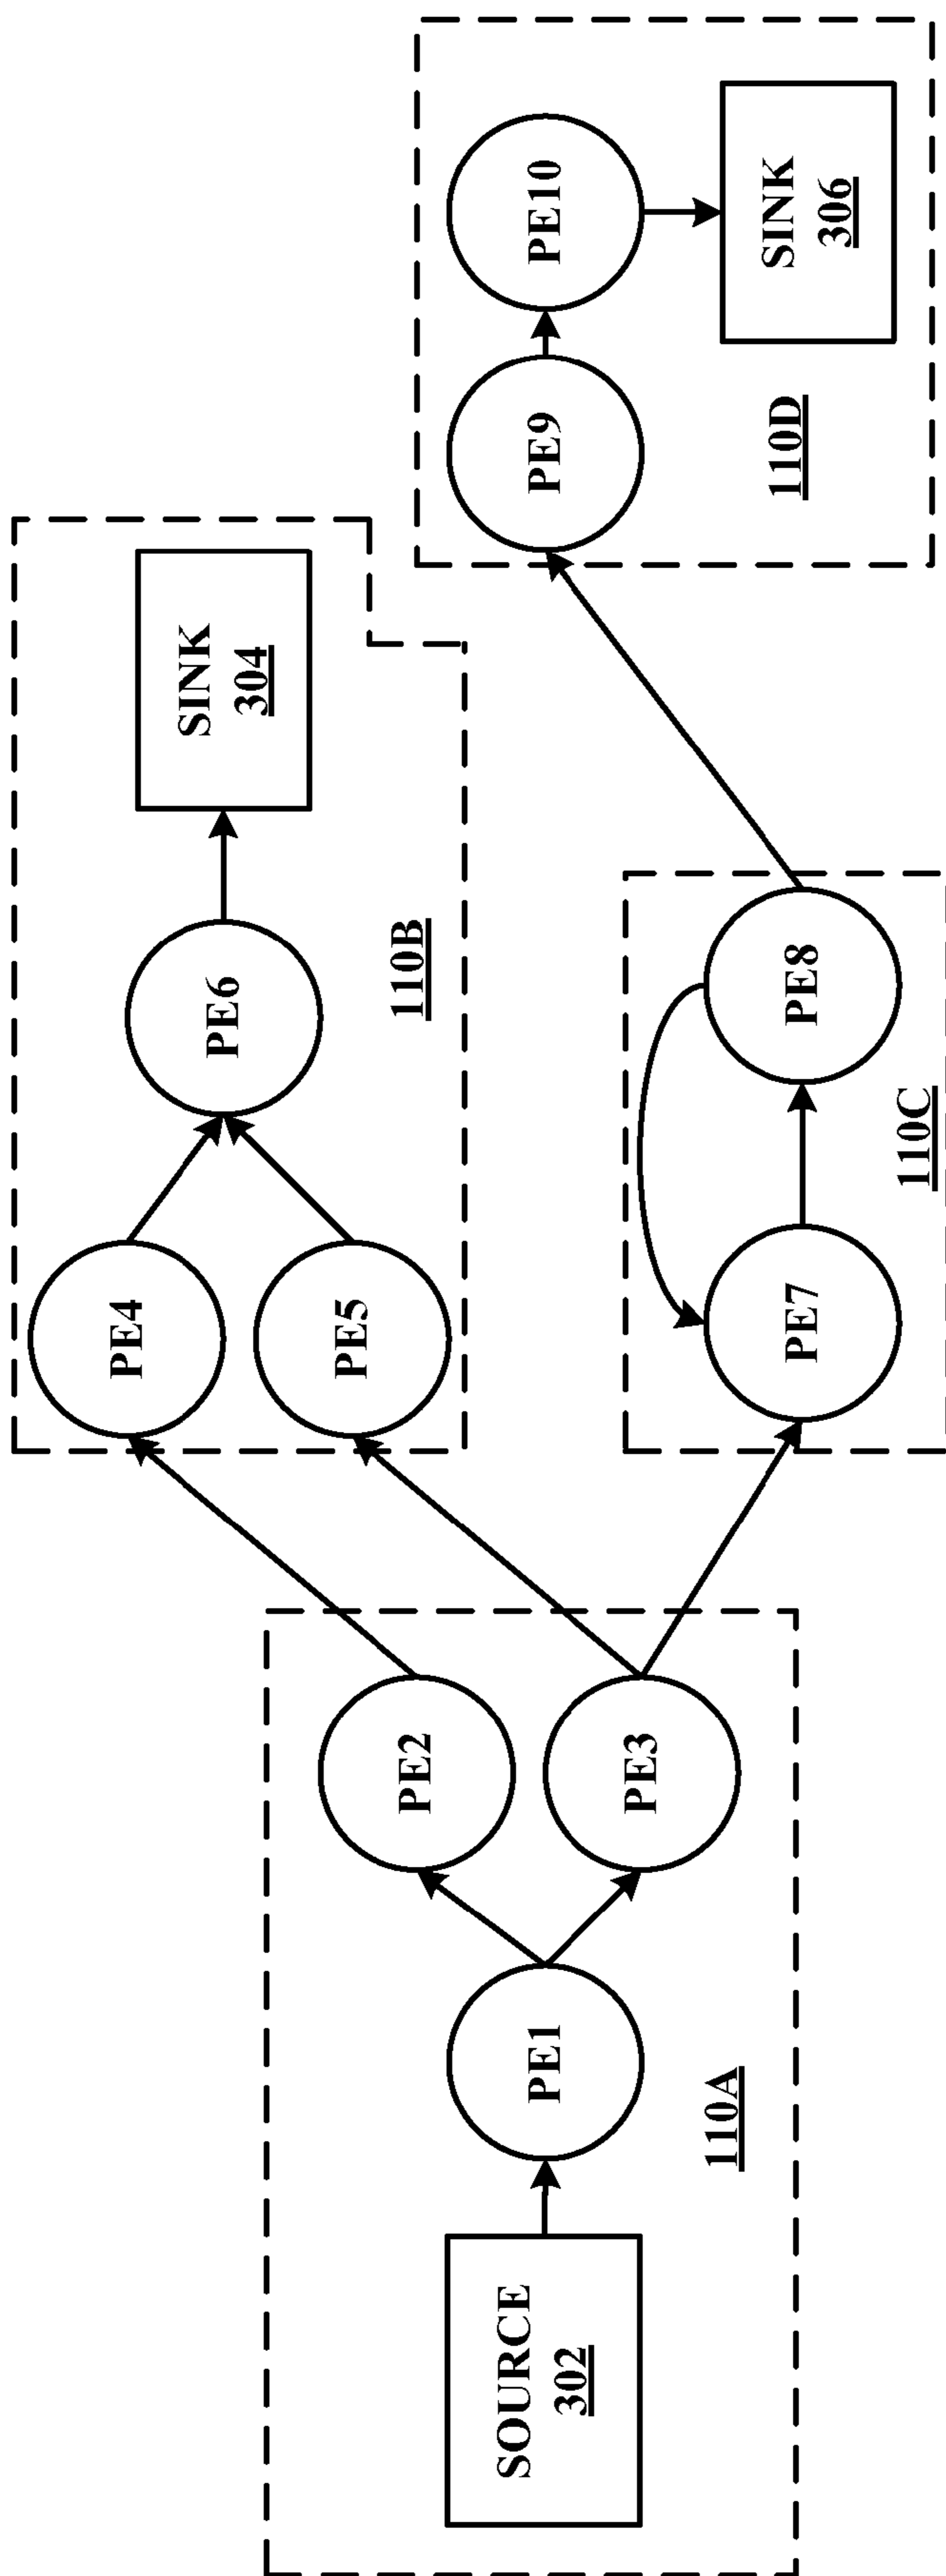 SOURCE
302
PE1
110A
PE2
PE3
PE4
PE5
PE6
SINK
304
110B
PE7
PE8
110C
PE9
PE10
SINK
306
110D